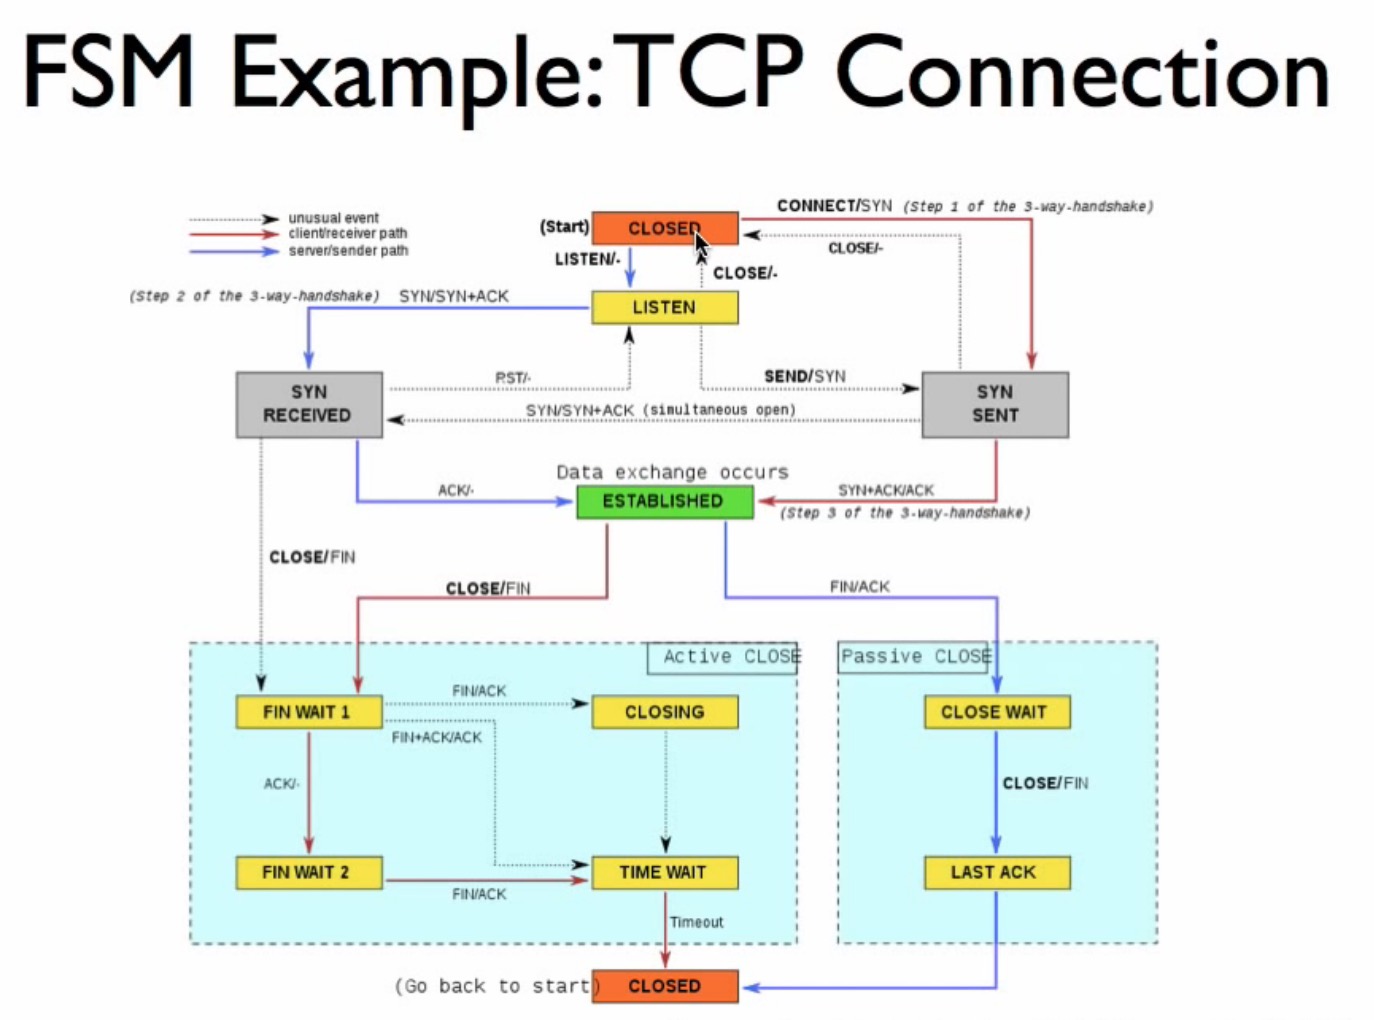 FSM Example: TCP Connection
unusual event
client/receiver path
server/sender path
CONNECT/SYN (Step 1 of the 3-way-handshake)
(Start)
CLOSED
CLOSE/-
LISTEN/-
CLOSE/-
(Step 2 of the 3-way-handshake) SYN/SYN+ACK
LISTEN
RST/-
SEND/SYN
SYN
RECEIVED
SYN
SENT
SYN/SYN+ACK (simultaneous open)
Data exchange occurs
ACK/-
ESTABLISHED
SYN+ACK/ACK
(Step 3 of the 3-way-handshake)
CLOSE/FIN
CLOSE/FIN
FIN/ACK
Active CLOSE
Passive CLOSE
FIN WAIT 1
FIN/ACK
CLOSING
CLOSE WAIT
FIN+ACK/ACK
ACK/-
CLOSE/FIN
FIN WAIT 2
FIN/ACK
TIME WAIT
LAST ACK
Timeout
(Go back to start)
CLOSED